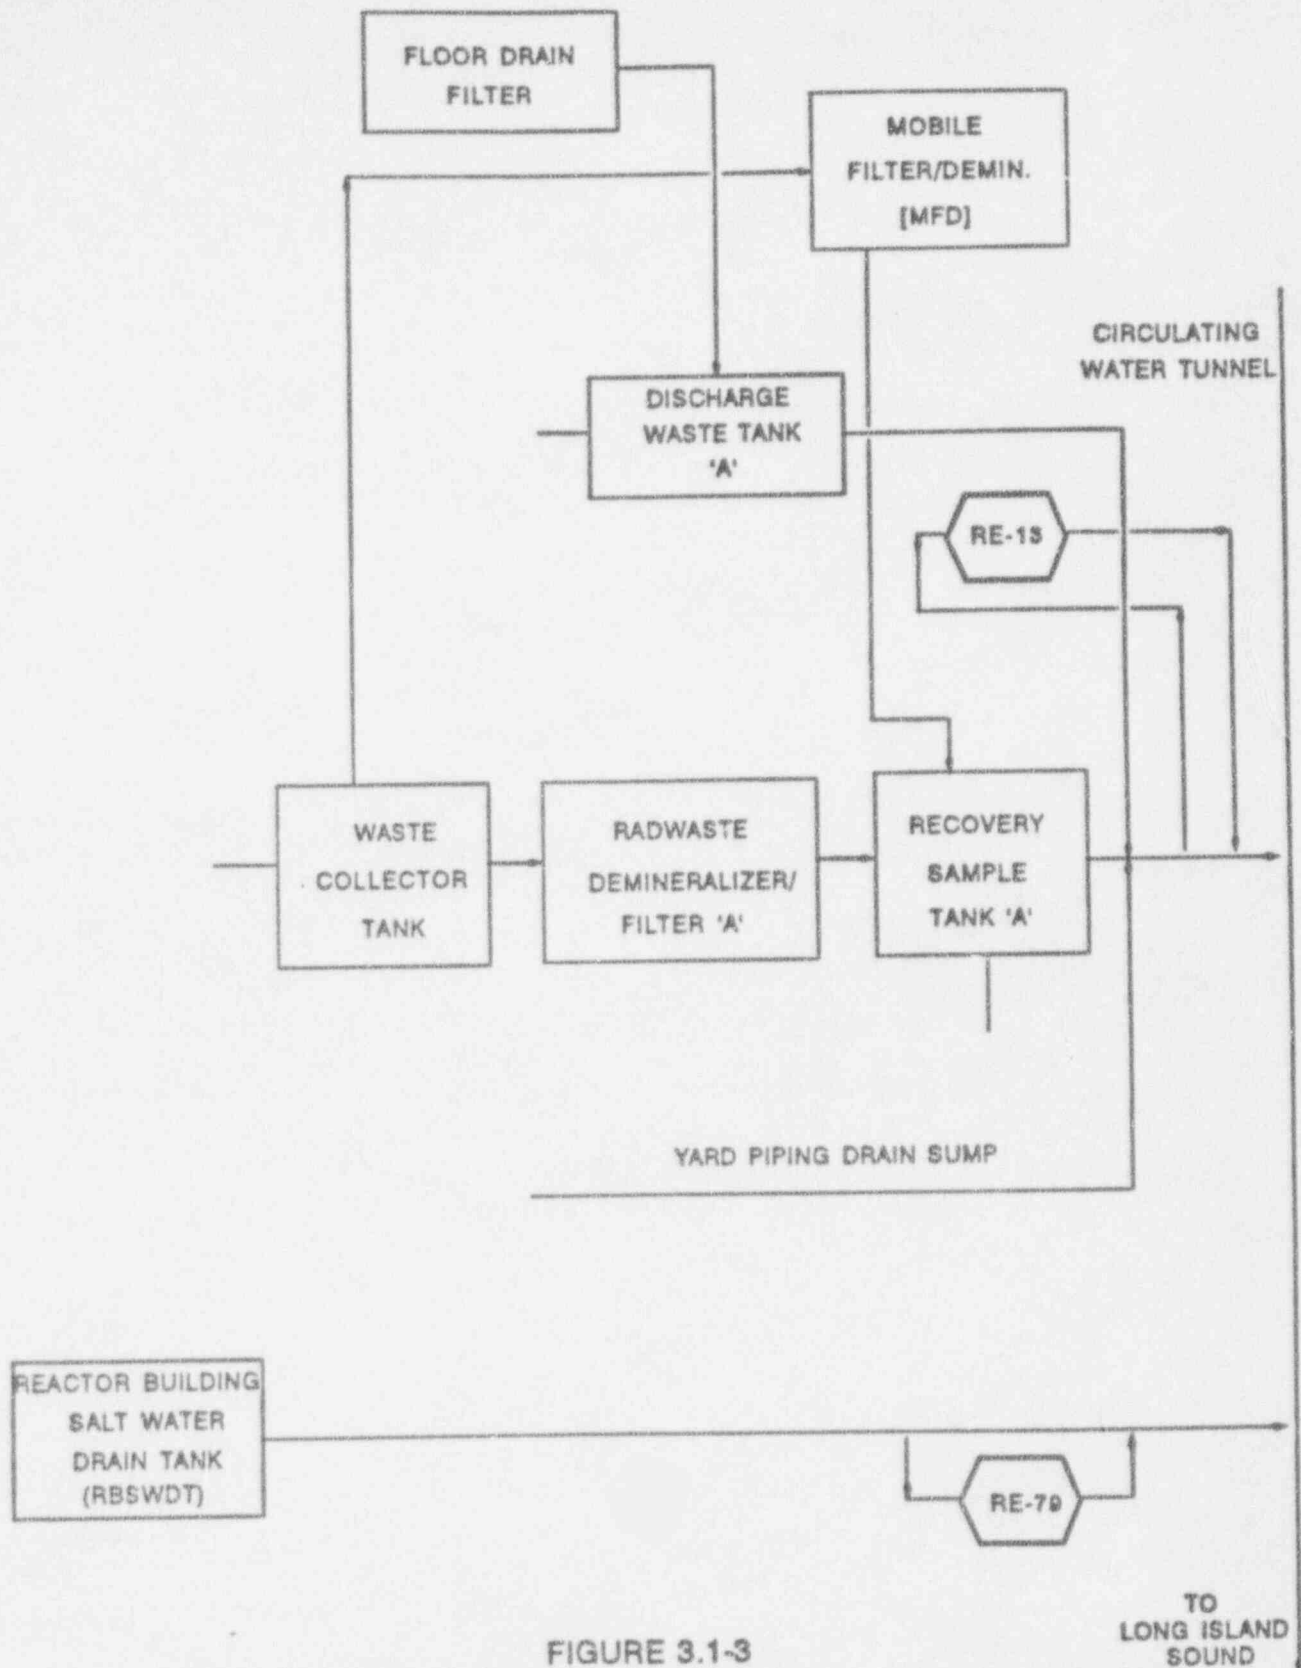 FLOOR DRAIN
FILTER
MOBILE
FILTER/DEMIN.
[MFD]
CIRCULATING
WATER TUNNEL
DISCHARGE
WASTE TANK
'A'
RE-13
WASTE
COLLECTOR
TANK
RADWASTE
DEMINERALIZER/
FILTER 'A'
RECOVERY
SAMPLE
TANK 'A'
YARD PIPING DRAIN SUMP
REACTOR BUILDING
SALT WATER
DRAIN TANK
(RBSWDT)
RE-79
TO
LONG ISLAND
SOUND
FIGURE 3.1-3